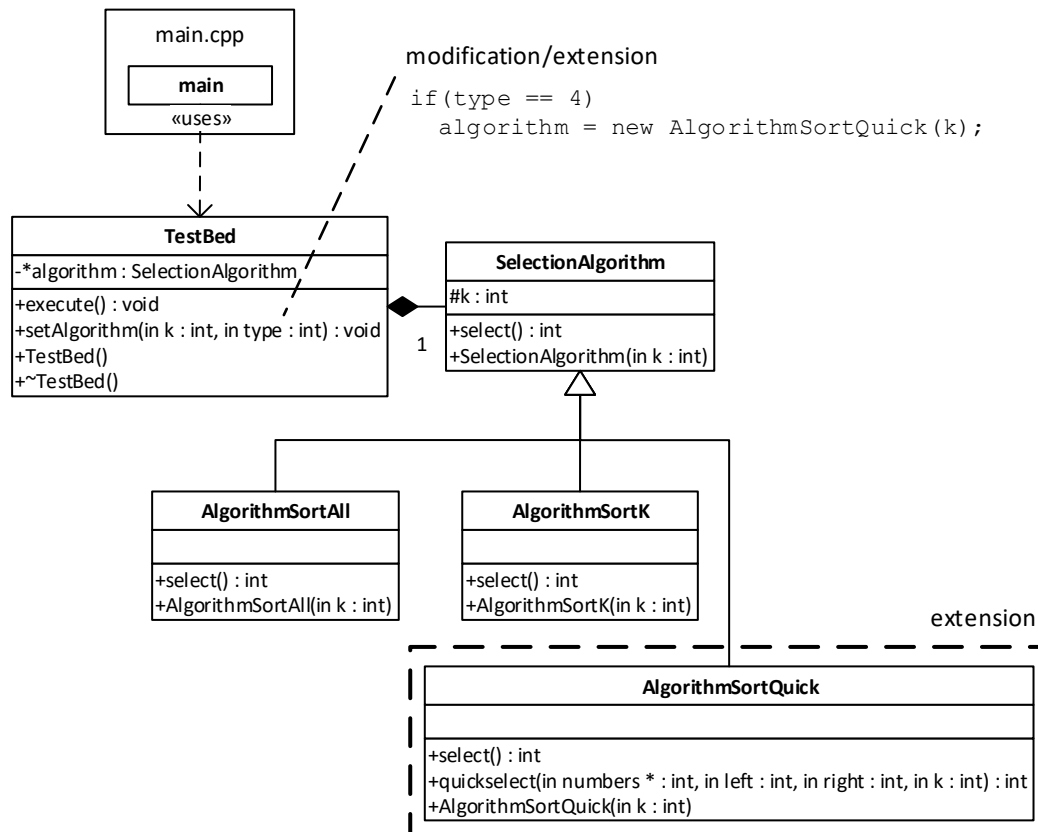 main.cpp
main
«uses»
modification/extension
if(type == 4)
algorithm = new AlgorithmSortQuick(k);
TestBed
-*algorithm : SelectionAlgorithm
+execute() : void
+setAlgorithm(in k : int, in type : int) : void
+TestBed()
+~TestBed()
1
SelectionAlgorithm
#k : int
+select() : int
+SelectionAlgorithm(in k : int)
AlgorithmSortAll
+select() : int
+AlgorithmSortAll(in k : int)
AlgorithmSortK
+select() : int
+AlgorithmSortK(in k : int)
extension
AlgorithmSortQuick
+select() : int
+quickselect(in numbers * : int, in left : int, in right : int, in k : int) : int
+AlgorithmSortQuick(in k : int)